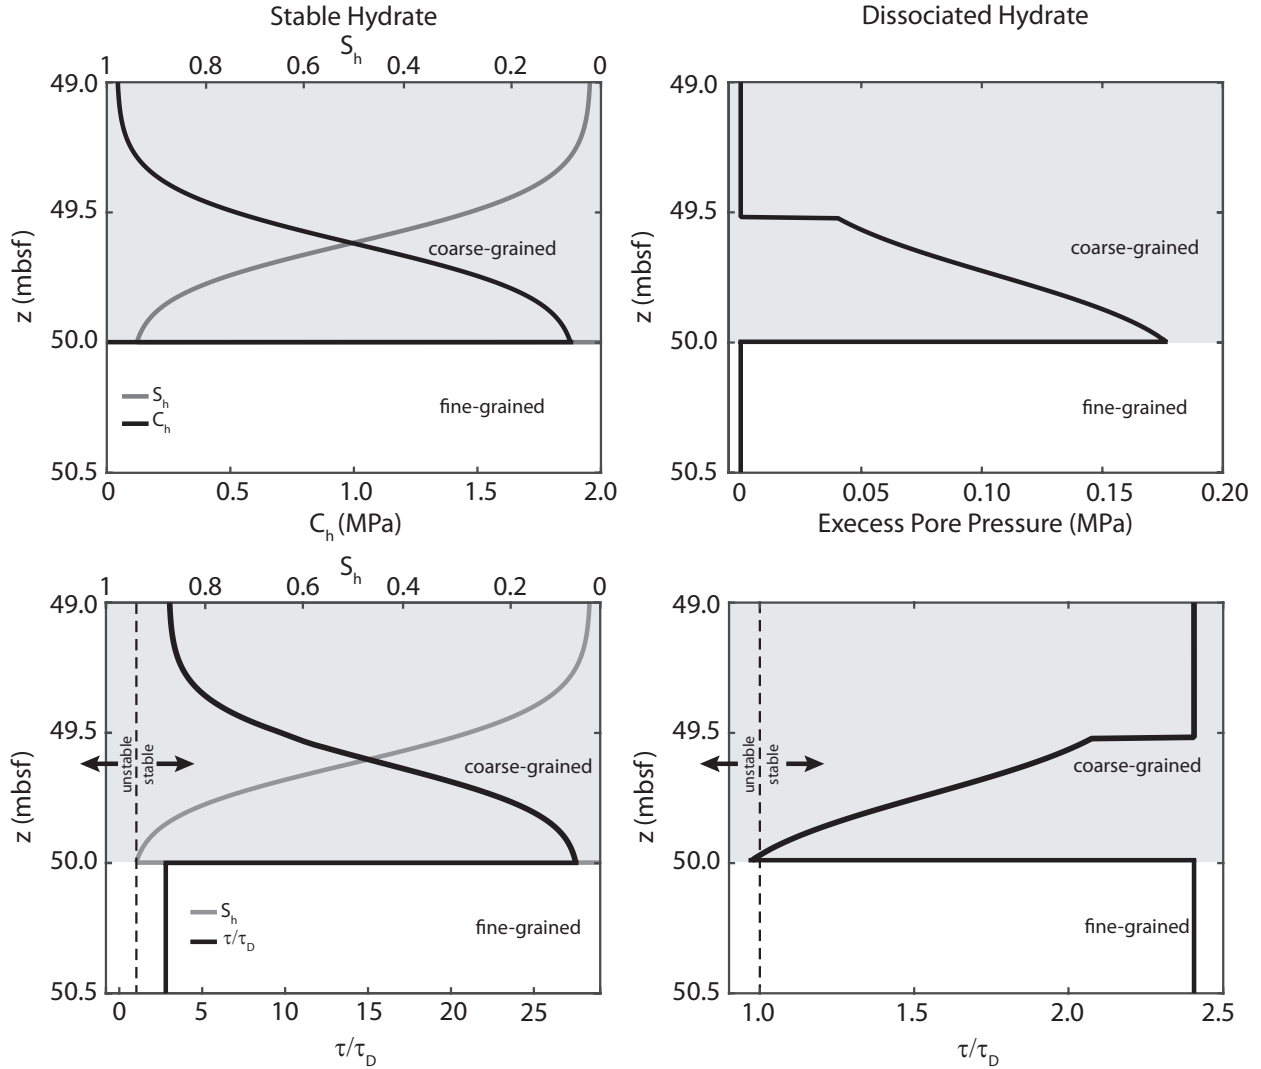 Stable Hydrate
Dissociated Hydrate
S_h
1 0.8 0.6 0.4 0.2 0
49.0
49.5
50.0
50.5
z (mbsf)
coarse-grained
fine-grained
S_h
C_h
0 0.5 1.0 1.5 2.0
C_h (MPa)
49.0
49.5
50.0
50.5
z (mbsf)
coarse-grained
fine-grained
0 0.05 0.10 0.15 0.20
Execess Pore Pressure (MPa)
S_h
1 0.8 0.6 0.4 0.2 0
49.0
49.5
50.0
50.5
z (mbsf)
unstable
stable
coarse-grained
fine-grained
S_h
τ/τ_D
0 5 10 15 20 25
τ/τ_D
49.0
49.5
50.0
50.5
z (mbsf)
unstable
stable
coarse-grained
fine-grained
1.0 1.5 2.0 2.5
τ/τ_D